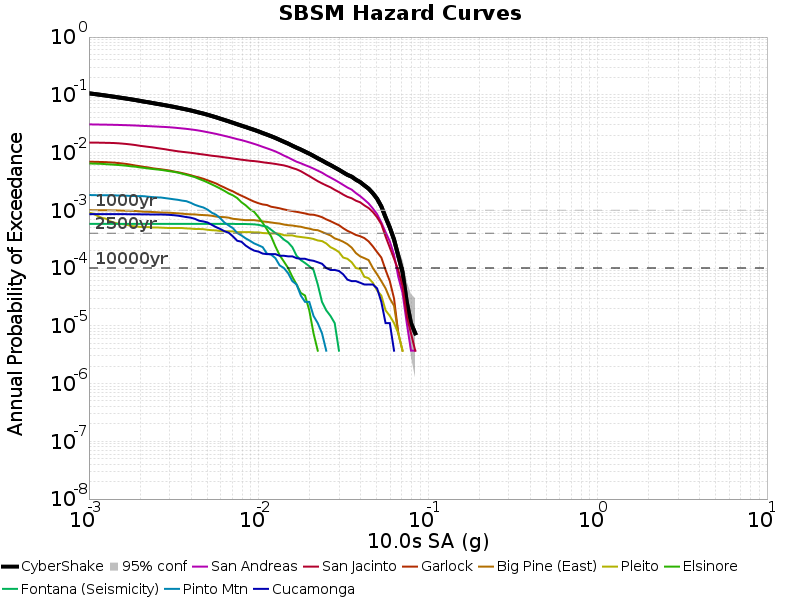 SBSM Hazard Curves
Annual Probability of Exceedance
10^0
10^-1
10^-2
10^-3
10^-4
10^-5
10^-6
10^-7
10^-8
1000yr
2500yr
10000yr
10^-3 10^-2 10^-1 10^0 10^1
10.0s SA (g)
CyberShake 95% conf San Andreas San Jacinto Garlock Big Pine (East) Pleito Elsinore
Fontana (Seismicity) Pinto Mtn Cucamonga